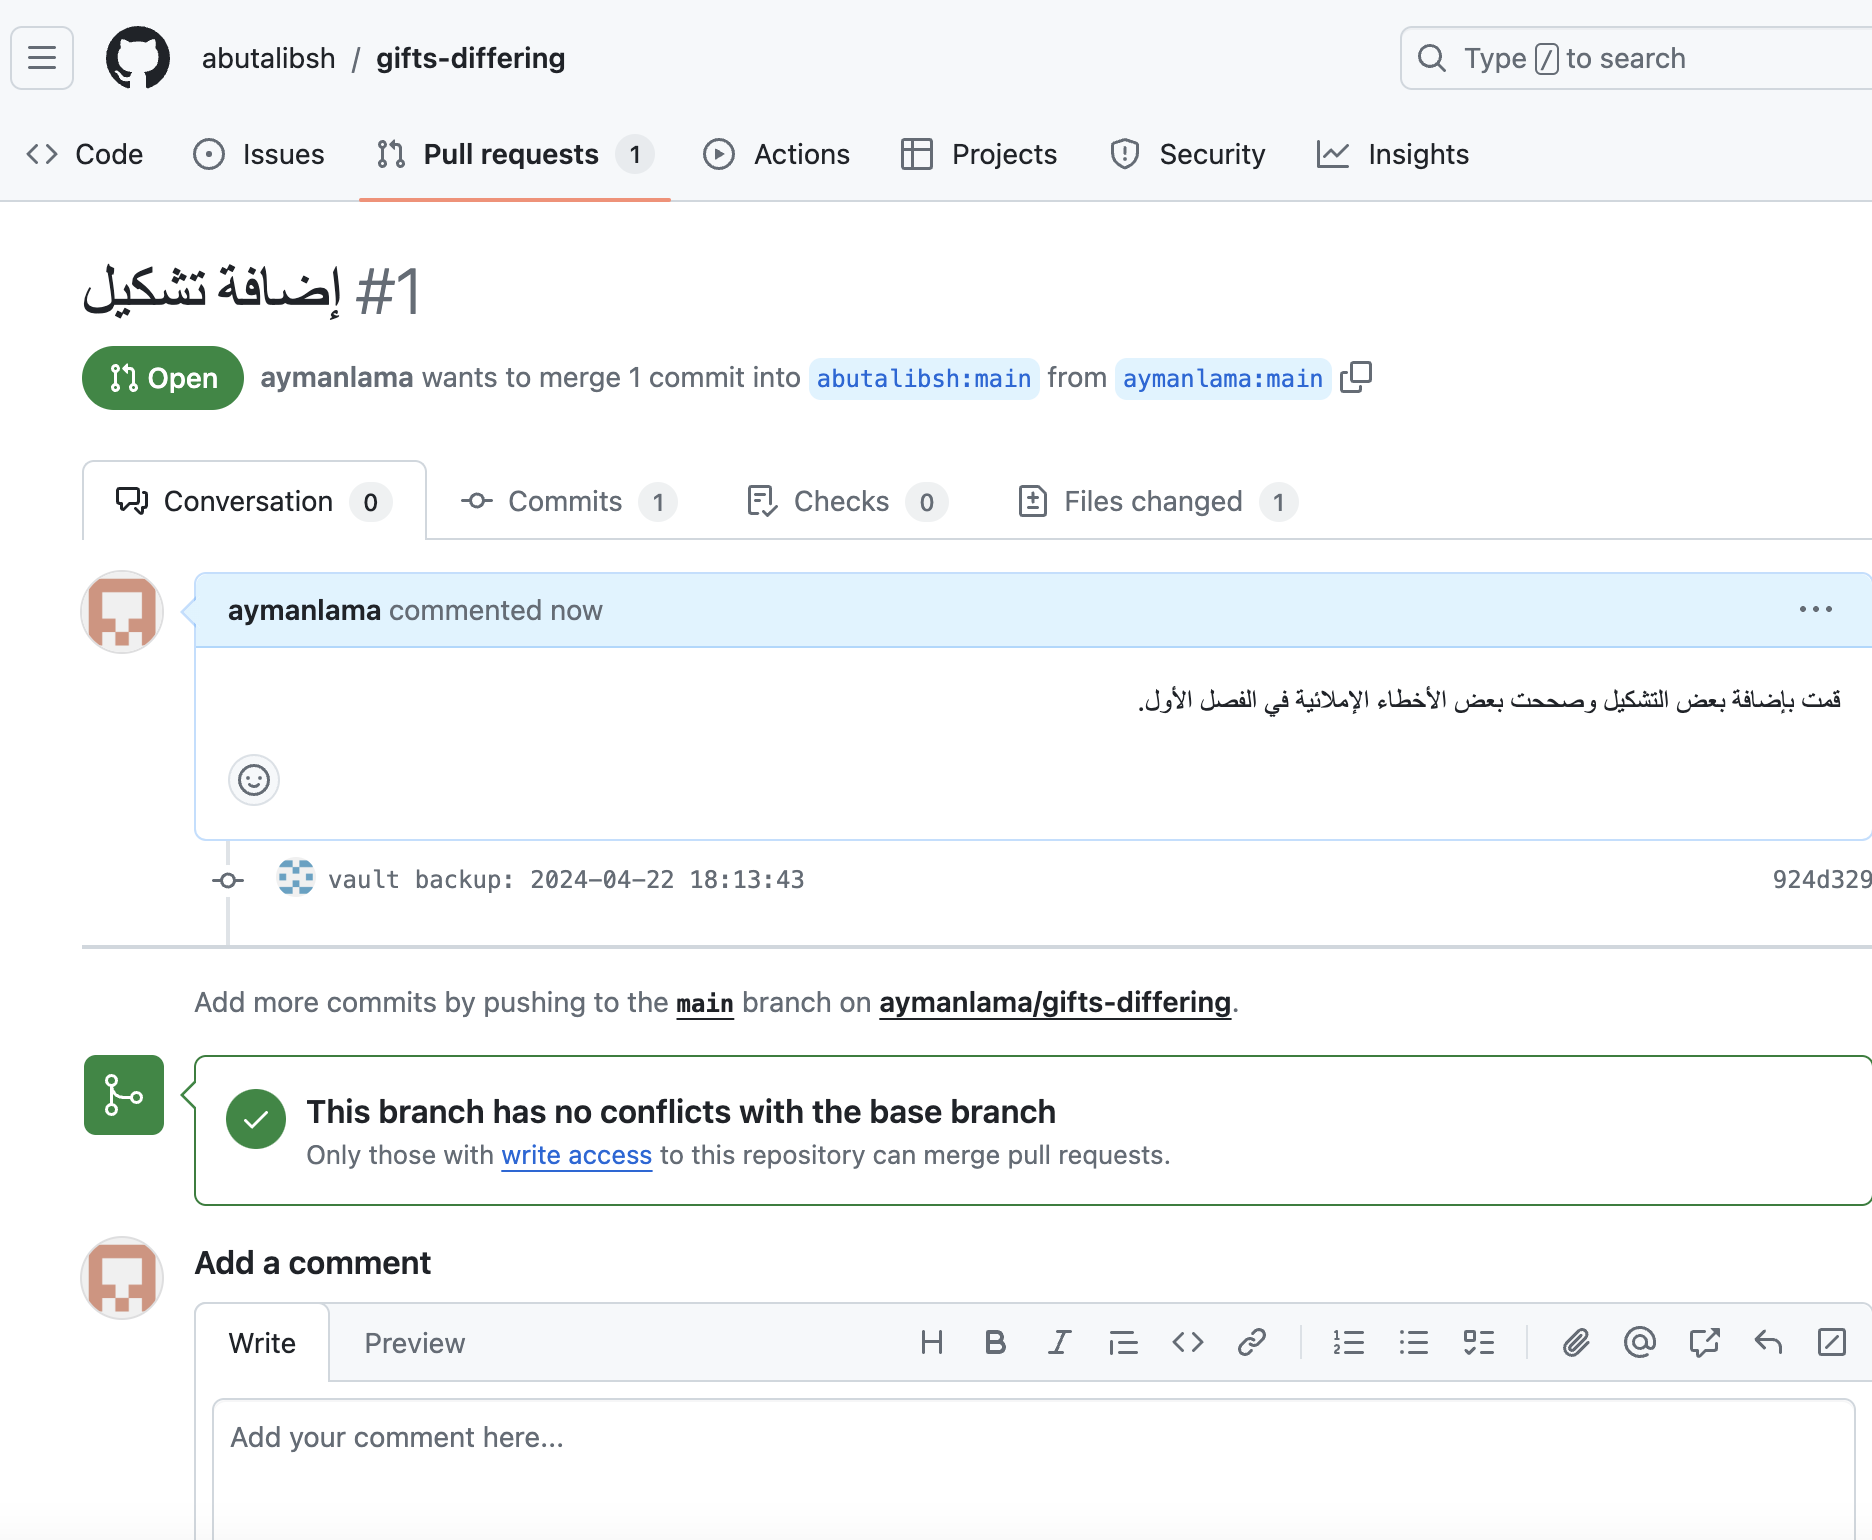 abutalibsh / gifts-differing
Type / to search
Code Issues Pull requests 1 Actions Projects Security Insights
إضافة تشكيل #1
Open aymanlama wants to merge 1 commit into abutalibsh:main from aymanlama:main
Conversation 0 Commits 1 Checks 0 Files changed 1
aymanlama commented now
قمت بإضافة بعض التشكيل وصححت بعض الأخطاء الإملائية في الفصل الأول.
vault backup: 2024-04-22 18:13:43 924d329
Add more commits by pushing to the main branch on aymanlama/gifts-differing.
This branch has no conflicts with the base branch
Only those with write access to this repository can merge pull requests.
Add a comment
Write Preview
Add your comment here...